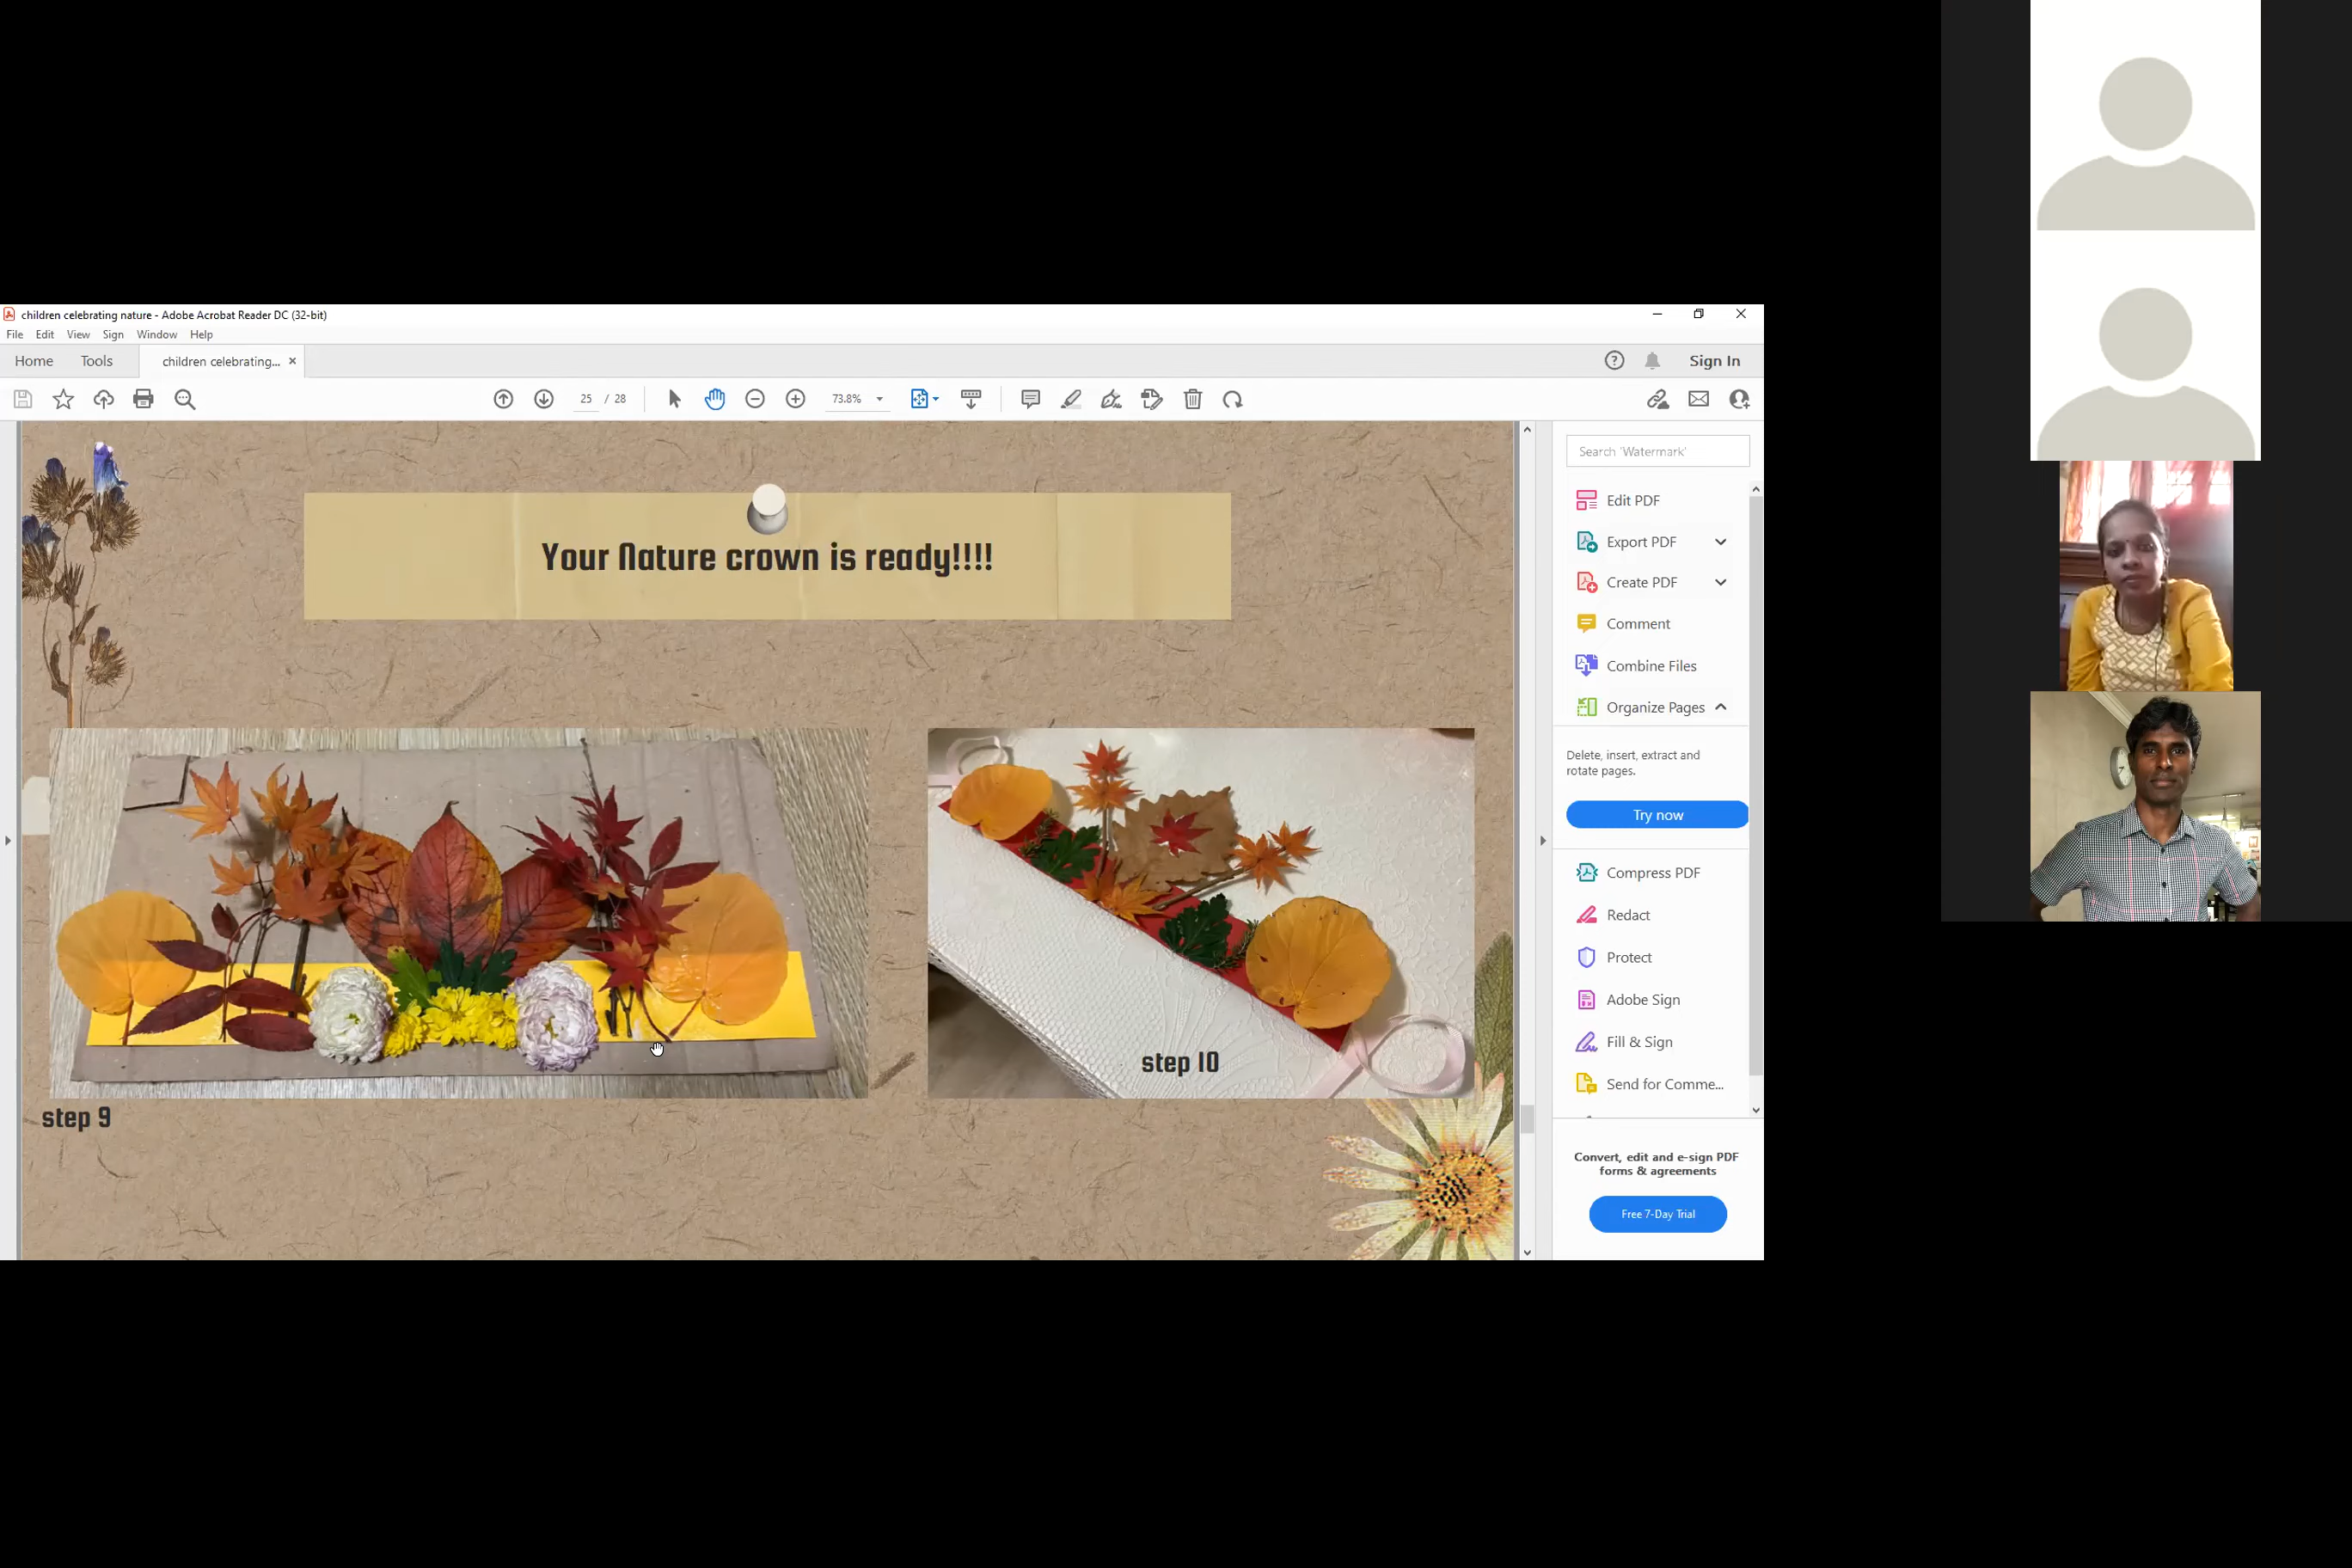 children celebrating nature - Adobe Acrobat Reader DC (32-bit)
File Edit View Sign Window Help
Home Tools children celebrating... × Sign In
25 / 28 73.8%
Your Nature crown is ready!!!!
step 9
step 10
Search 'Watermark'
Edit PDF
Export PDF
Create PDF
Comment
Combine Files
Organize Pages
Delete, insert, extract and
rotate pages.
Try now
Compress PDF
Redact
Protect
Adobe Sign
Fill & Sign
Send for Comme...
Convert, edit and e-sign PDF
forms & agreements
Free 7-Day Trial